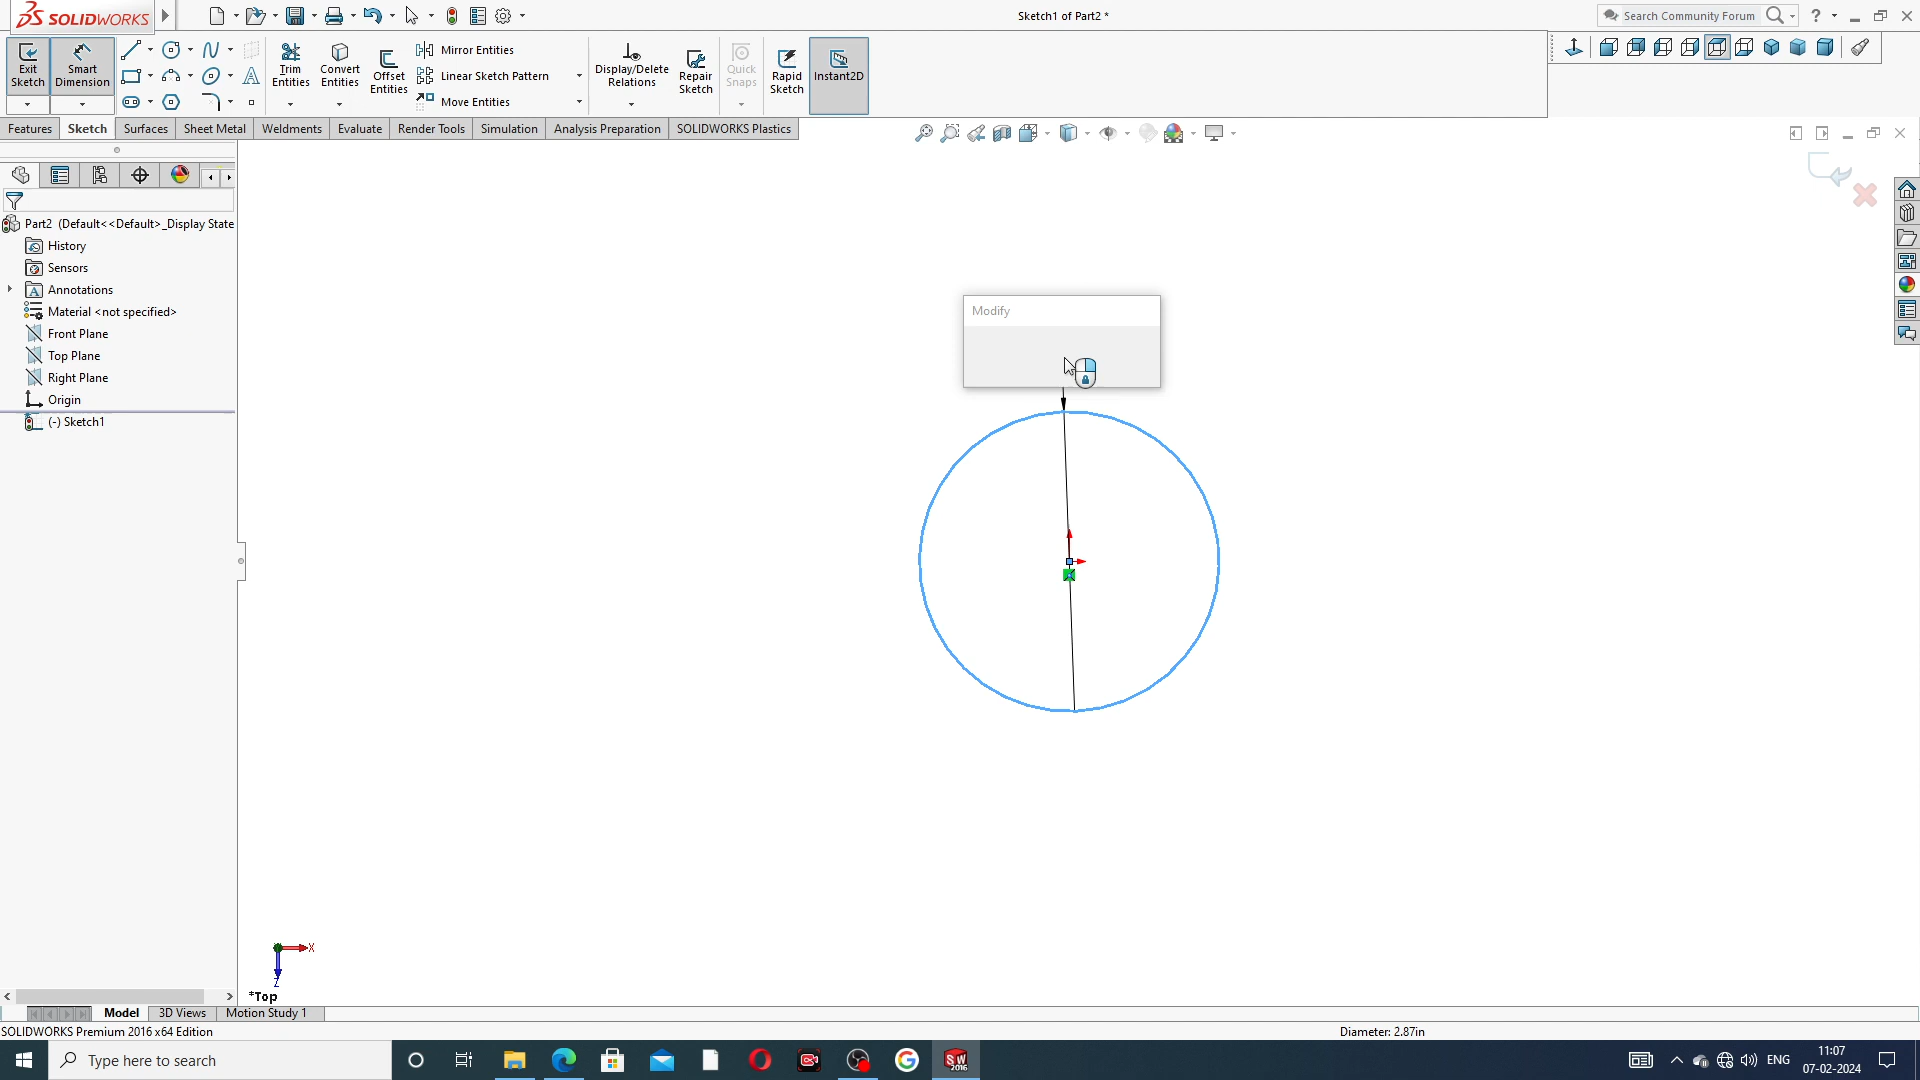 SOLIDWORKS
Sketch1 of Part2 *
Search Community Forum
Exit Sketch
Smart Dimension
Trim Entities
Convert Entities
Offset Entities
Mirror Entities
Linear Sketch Pattern
Move Entities
Display/Delete Relations
Repair Sketch
Quick Snaps
Rapid Sketch
Instant2D
Features
Sketch
Surfaces
Sheet Metal
Weldments
Evaluate
Render Tools
Simulation
Analysis Preparation
SOLIDWORKS Plastics
Part2 (Default<<Default>_Display State
History
Sensors
Annotations
Material <not specified>
Front Plane
Top Plane
Right Plane
Origin
(-) Sketch1
Modify
X
Z
*Top
Model
3D Views
Motion Study 1
SOLIDWORKS Premium 2016 x64 Edition
Diameter: 2.87in
Type here to search
SW 2016
ENG
11:07
07-02-2024